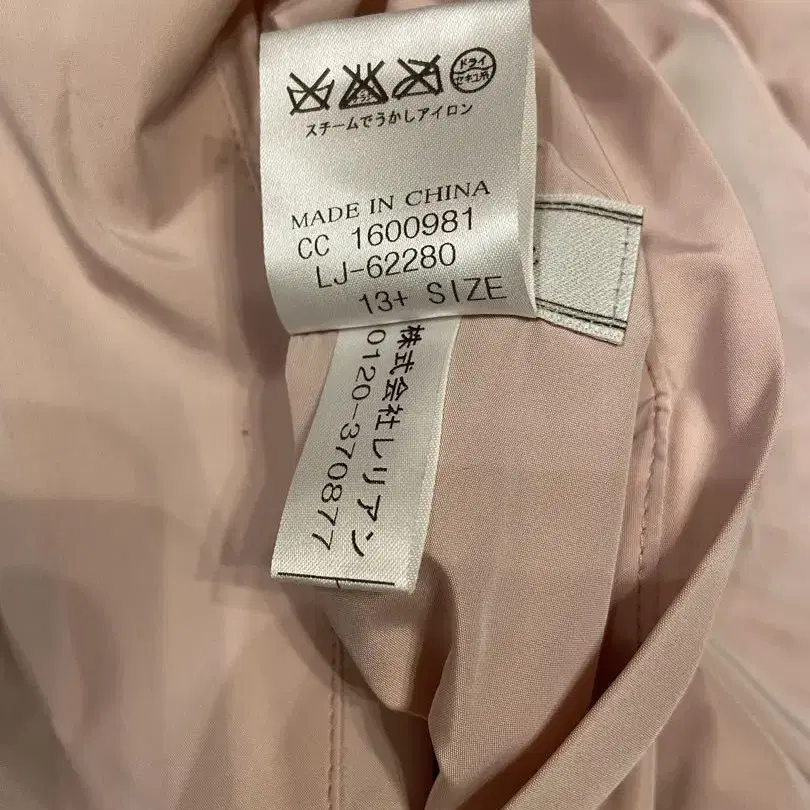 ドライ
セキユ系
スチームでうかしアイロン
MADE IN CHINA
CC 1600981
LJ-62280
13+ SIZE
株式会社レリアン
0120-370877